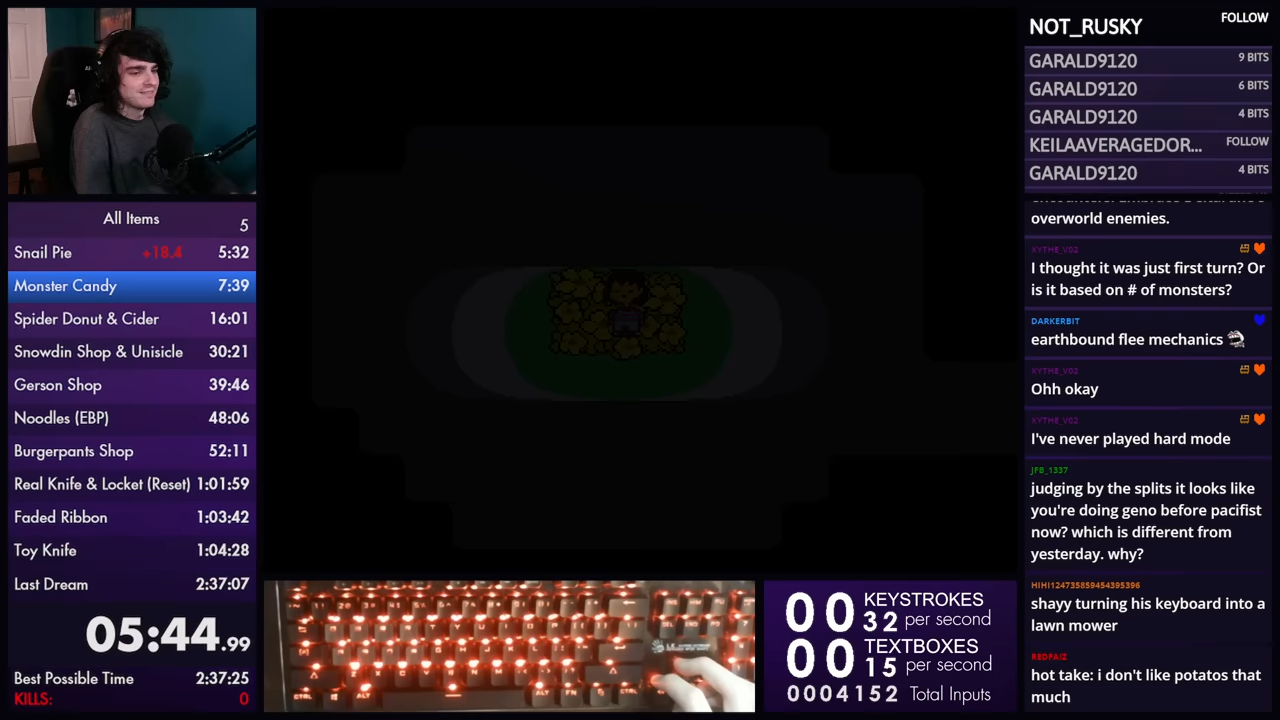 All Items 5
Snail Pie +18.4 5:32
Monster Candy 7:39
Spider Donut & Cider 16:01
Snowdin Shop & Unisicle 30:21
Gerson Shop 39:46
Noodles (EBP) 48:06
Burgerpants Shop 52:11
Real Knife & Locket (Reset) 1:01:59
Faded Ribbon 1:03:42
Toy Knife 1:04:28
Last Dream 2:37:07
05:44.99
Best Possible Time 2:37:25
KILLS: 0
00 KEYSTROKES
32 per second
00 TEXTBOXES
15 per second
0004152 Total Inputs
NOT_RUSKY FOLLOW
GARALD9120 9 BITS
GARALD9120 6 BITS
GARALD9120 4 BITS
KEILAAVERAGEDOR... FOLLOW
GARALD9120 4 BITS
overworld enemies.
XYTHE_V02
I thought it was just first turn? Or
is it based on # of monsters?
DARKERBIT
earthbound flee mechanics
XYTHE_V02
Ohh okay
XYTHE_V02
I've never played hard mode
JFB_1337
judging by the splits it looks like
you're doing geno before pacifist
now? which is different from
yesterday. why?
HIHI124735859454395396
shayy turning his keyboard into a
lawn mower
REDFAIZ
hot take: i don't like potatos that
much